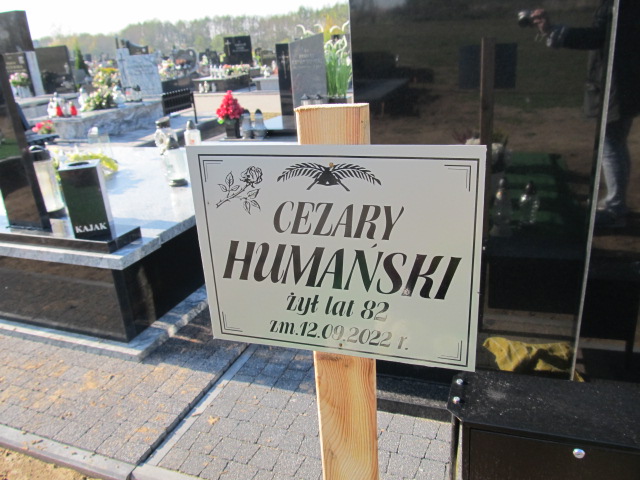 CEZARY
HUMAŃSKI
żył lat 82
zm.12.09.2022 r.
KAJAK